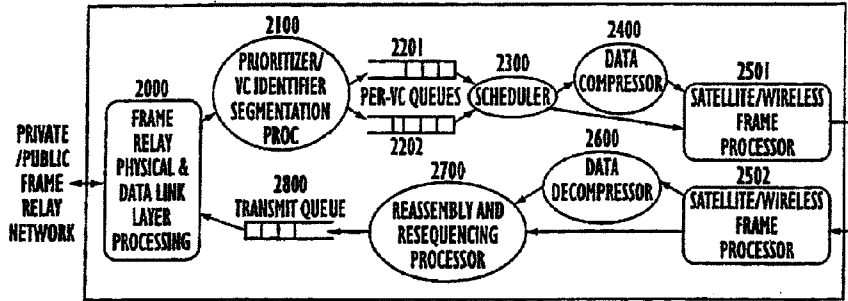 PRIVATE
/PUBLIC
FRAME
RELAY
NETWORK
2000
FRAME
RELAY
PHYSICAL &
DATA LINK
LAYER
PROCESSING
2100
PRIORITIZER/
VC IDENTIFIER
SEGMENTATION
PROC
2201
PER-VC QUEUES
2202
2300
SCHEDULER
2400
DATA
COMPRESSOR
2501
SATELLITE/WIRELESS
FRAME
PROCESSOR
2502
SATELLITE/WIRELESS
FRAME
PROCESSOR
2600
DATA
DECOMPRESSOR
2700
REASSEMBLY AND
RESEQUENCING
PROCESSOR
2800
TRANSMIT QUEUE